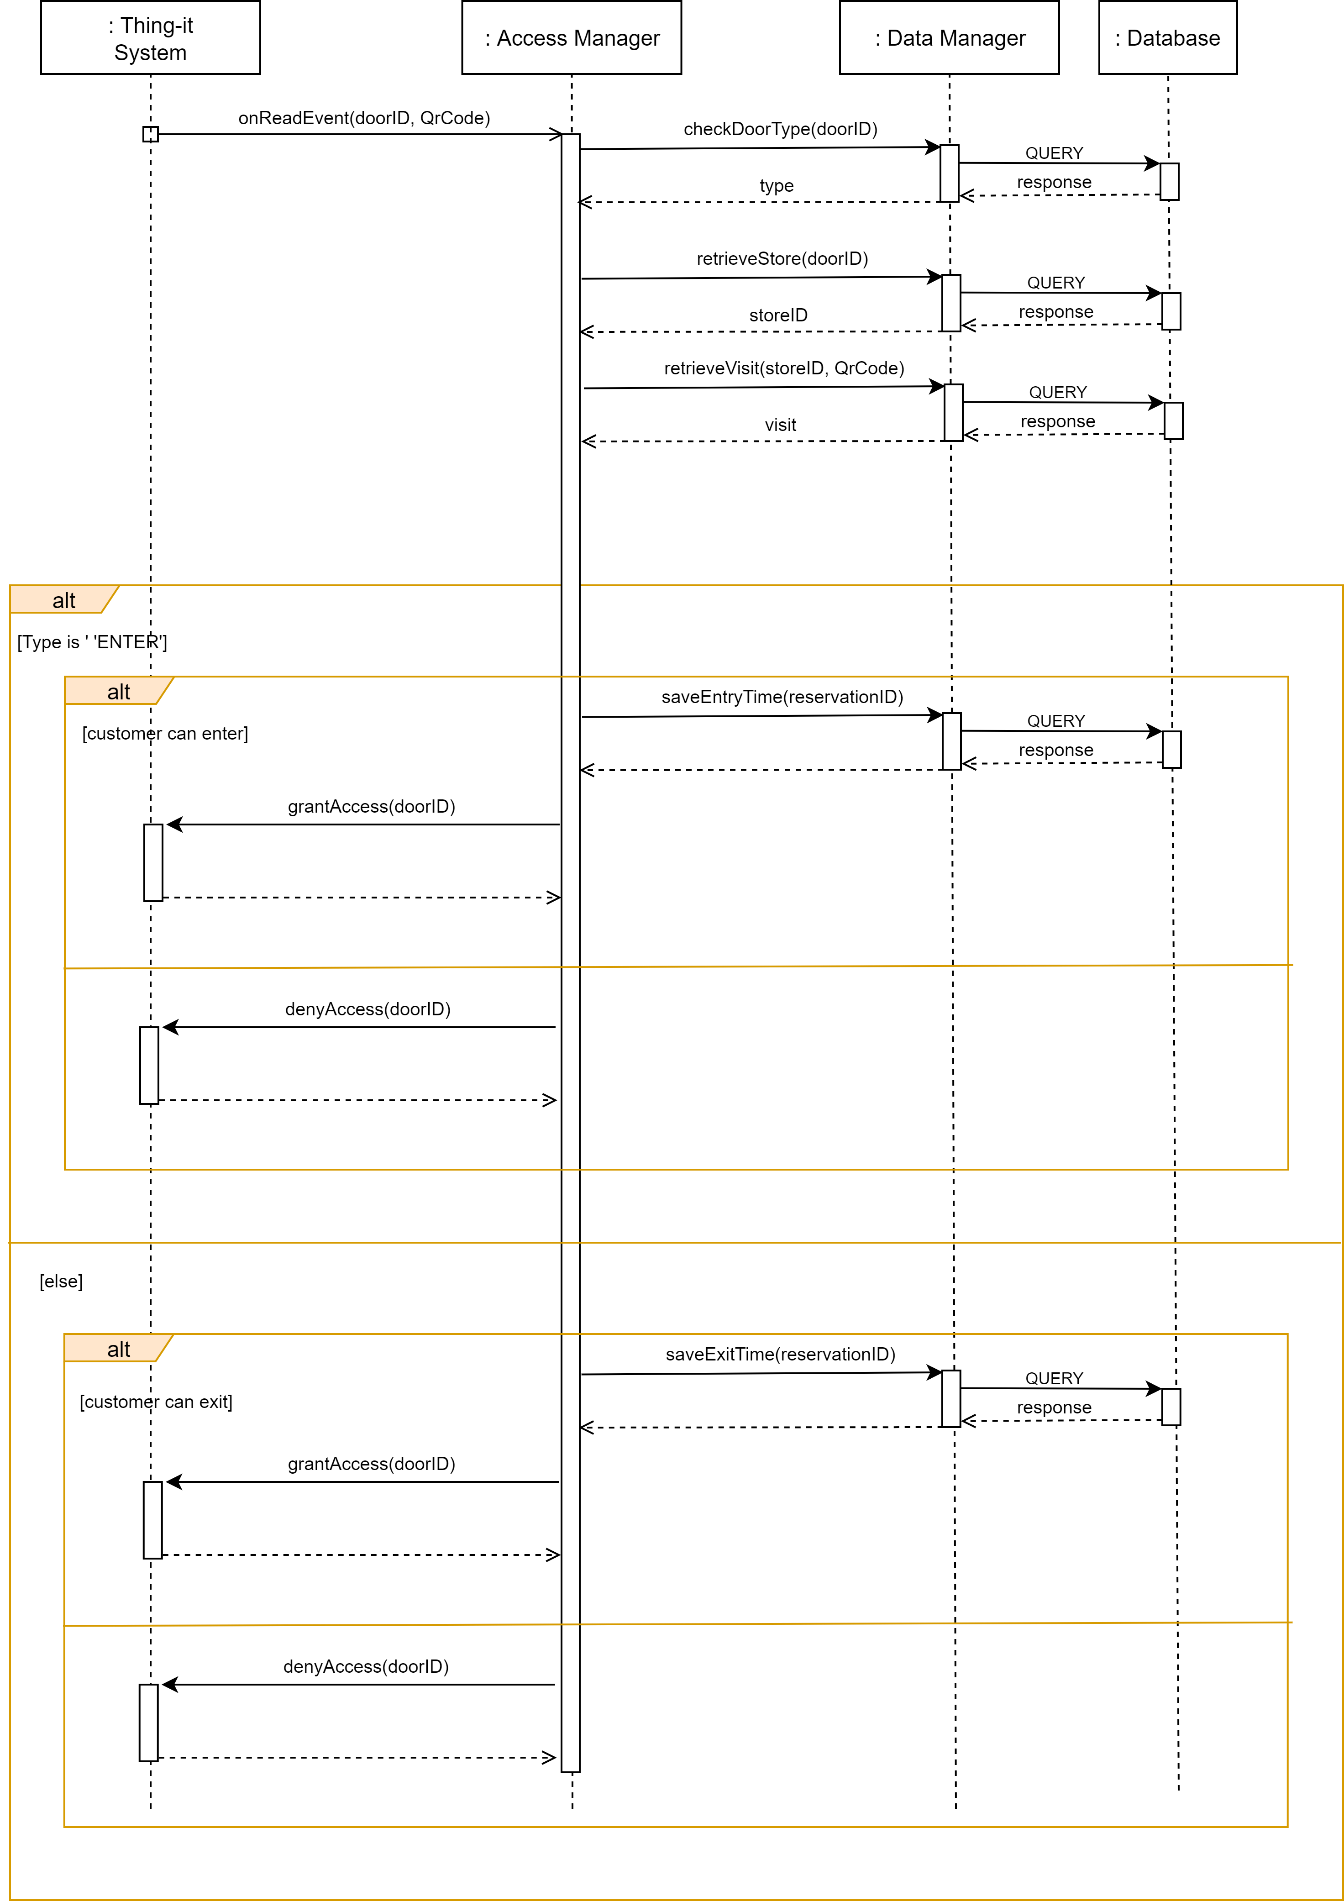 : Thing-it
System
: Access Manager
: Data Manager
: Database
onReadEvent(doorID, QrCode)
checkDoorType(doorID)
QUERY
response
type
retrieveStore(doorID)
QUERY
response
storeID
retrieveVisit(storeID, QrCode)
QUERY
response
visit
alt
[Type is ' 'ENTER']
alt
saveEntryTime(reservationID)
QUERY
[customer can enter]
response
grantAccess(doorID)
denyAccess(doorID)
[else]
alt
saveExitTime(reservationID)
QUERY
[customer can exit]
response
grantAccess(doorID)
denyAccess(doorID)